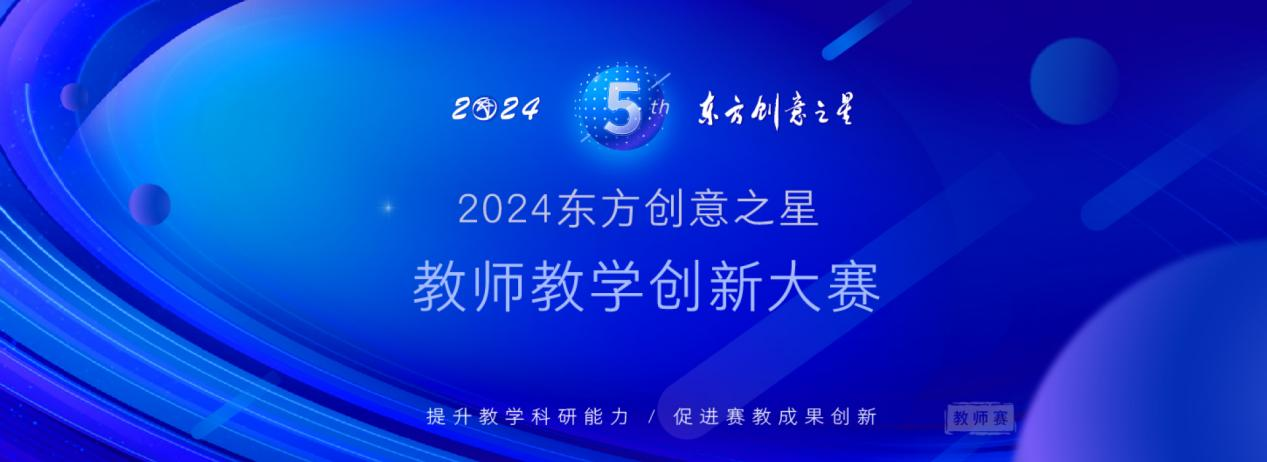 2024 5th 东方创意之星
2024东方创意之星
教师教学创新大赛
提升教学科研能力 / 促进赛教成果创新
教师赛